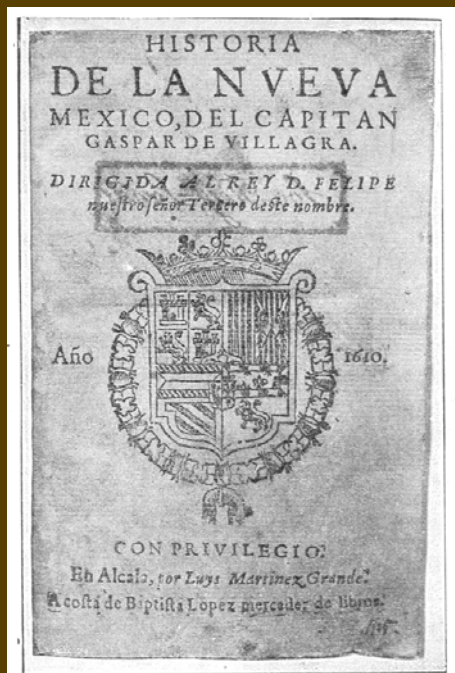 HISTORIA
DE LA NVEVA
MEXICO, DEL CAPITAN
GASPAR DE VILLAGRA.
DIRIGIDA AL REY D. FELIPE
nuestro señor Tercero deste nombre.
Año 1610.
CON PRIVILEGIO.
En Alcala, por Luys Martinez Grande.
A costa de Baptista Lopez mercader de libros.